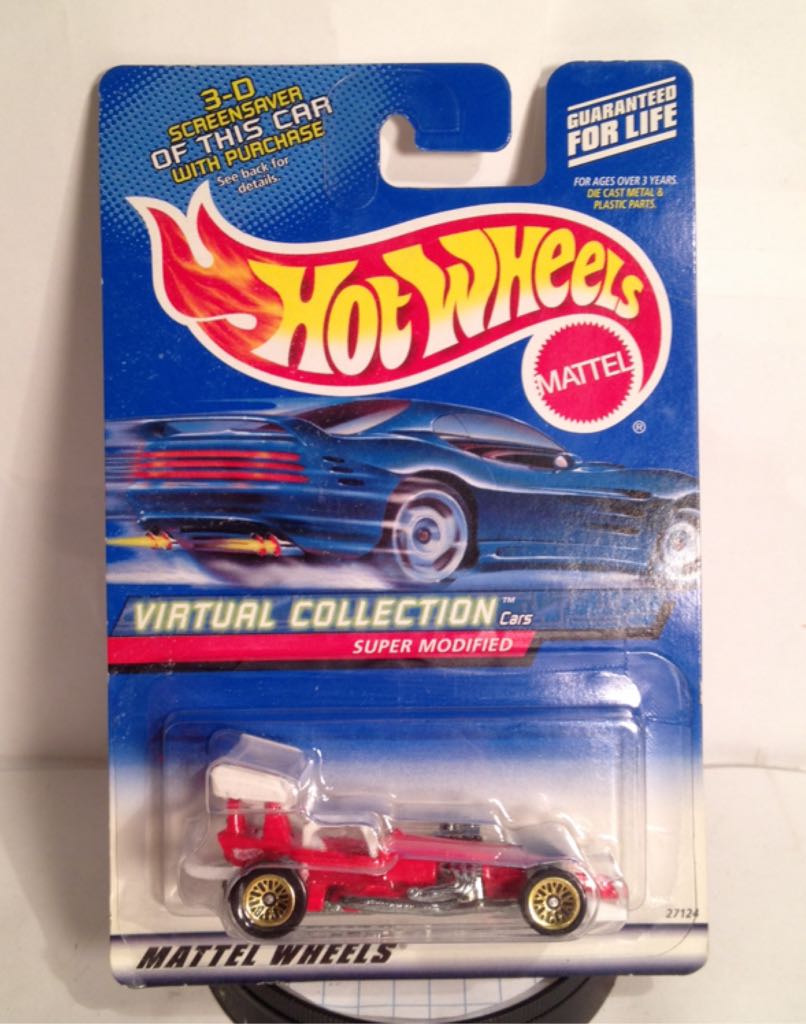 3-D
SCREENSAVER
OF THIS CAR
WITH PURCHASE
See back for
details.
GUARANTEED
FOR LIFE
FOR AGES OVER 3 YEARS.
DIE CAST METAL &
PLASTIC PARTS.
Hot Wheels
MATTEL
®
VIRTUAL COLLECTION™ Cars
SUPER MODIFIED
27124
MATTEL WHEELS®